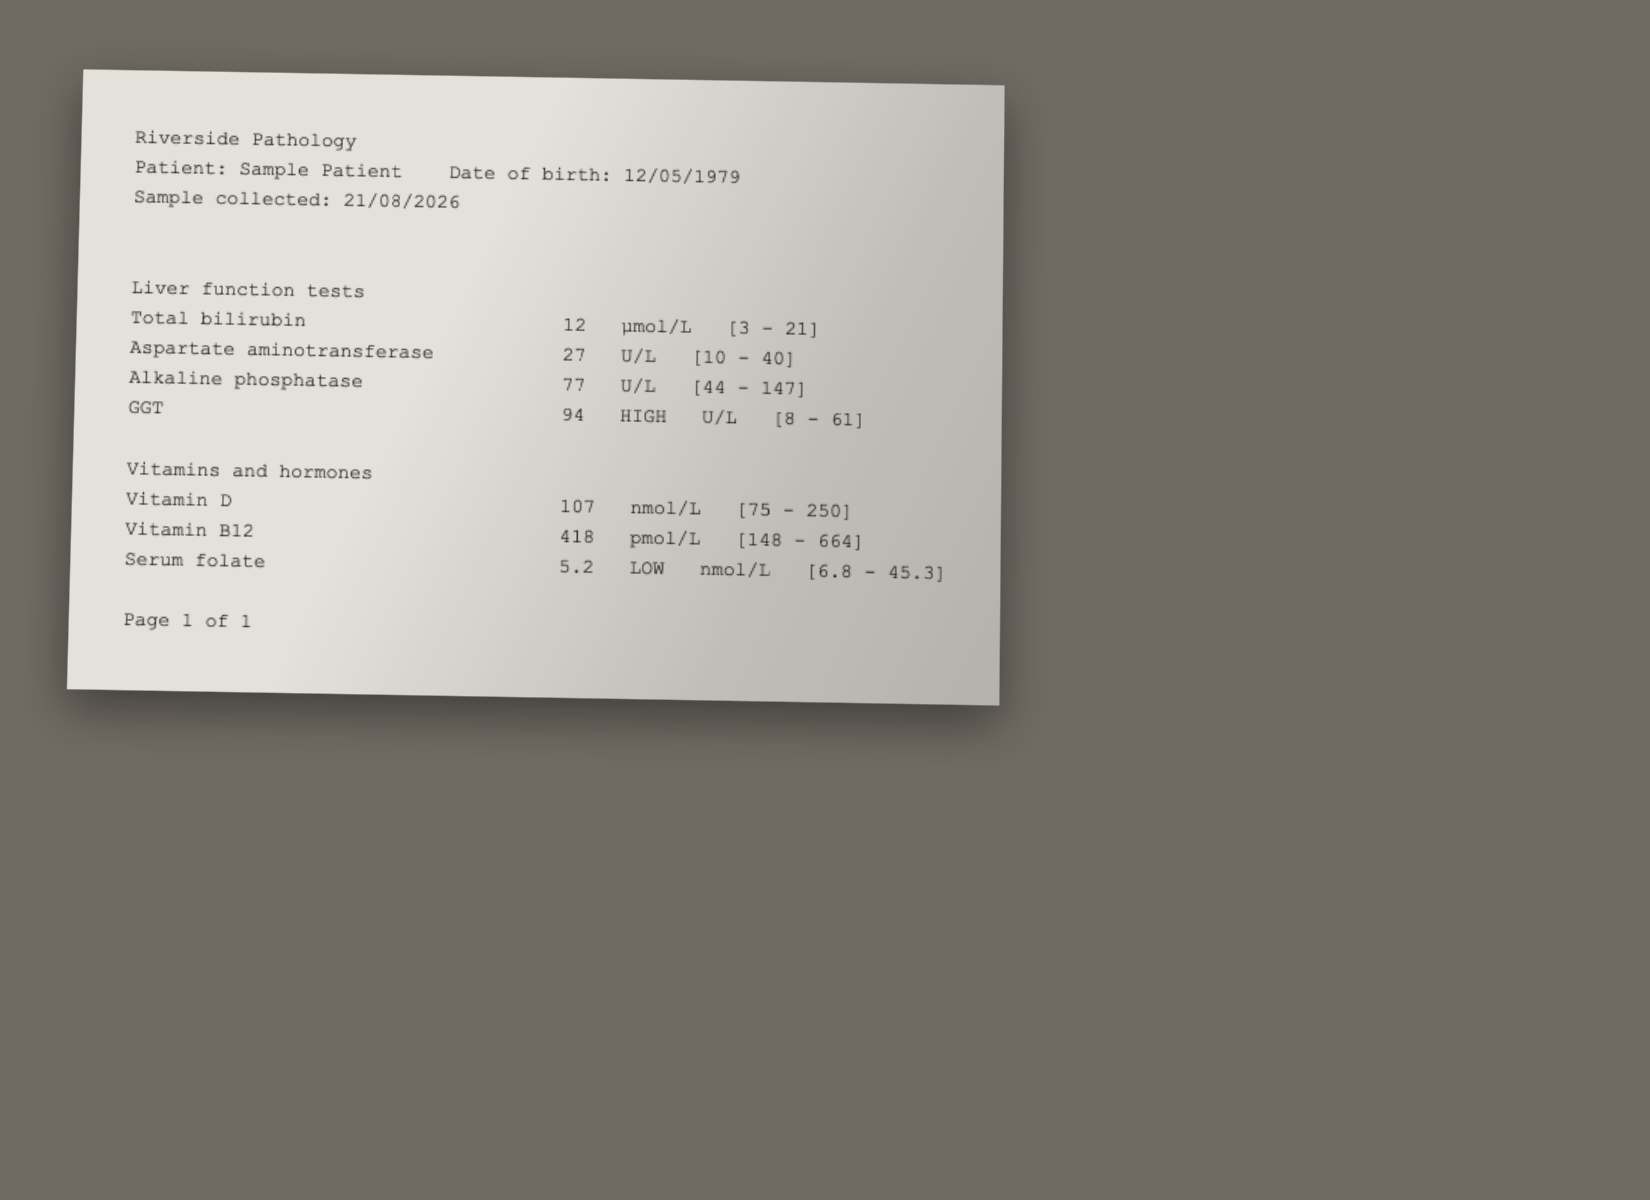 Riverside Pathology
Patient: Sample Patient    Date of birth: 12/05/1979
Sample collected: 21/08/2026
Liver function tests
Total bilirubin    12   µmol/L   [3 - 21]
Aspartate aminotransferase    27   U/L   [10 - 40]
Alkaline phosphatase    77   U/L   [44 - 147]
GGT    94   HIGH   U/L   [8 - 61]
Vitamins and hormones
Vitamin D    107   nmol/L   [75 - 250]
Vitamin B12    418   pmol/L   [148 - 664]
Serum folate    5.2   LOW   nmol/L   [6.8 - 45.3]
Page 1 of 1